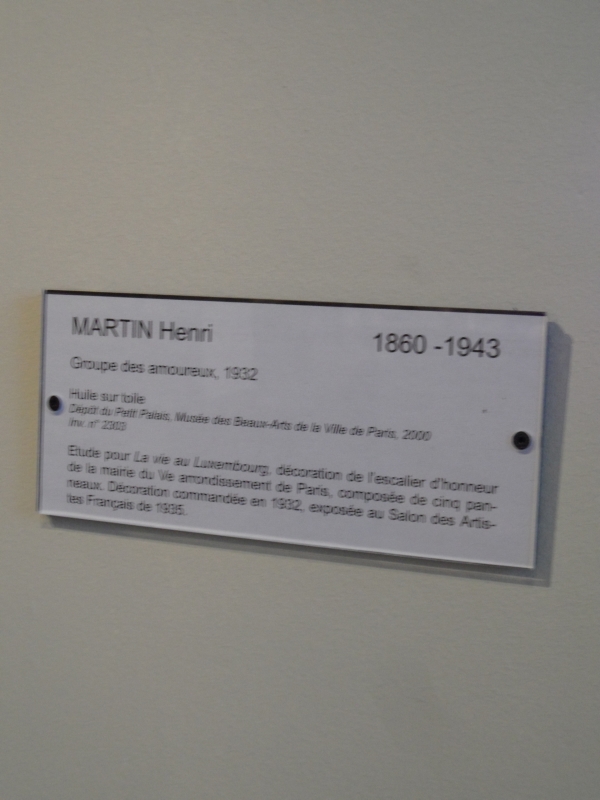 MARTIN Henri 1860 -1943
Groupe des amoureux, 1932
Huile sur toile
Dépôt du Petit Palais, Musée des Beaux-Arts de la Ville de Paris, 2000
Inv. n° 2303
Etude pour La vie au Luxembourg, décoration de l'escalier d'honneur
de la mairie du Ve arrondissement de Paris, composée de cinq pan-
neaux. Décoration commandée en 1932, exposée au Salon des Artis-
tes Français de 1935.